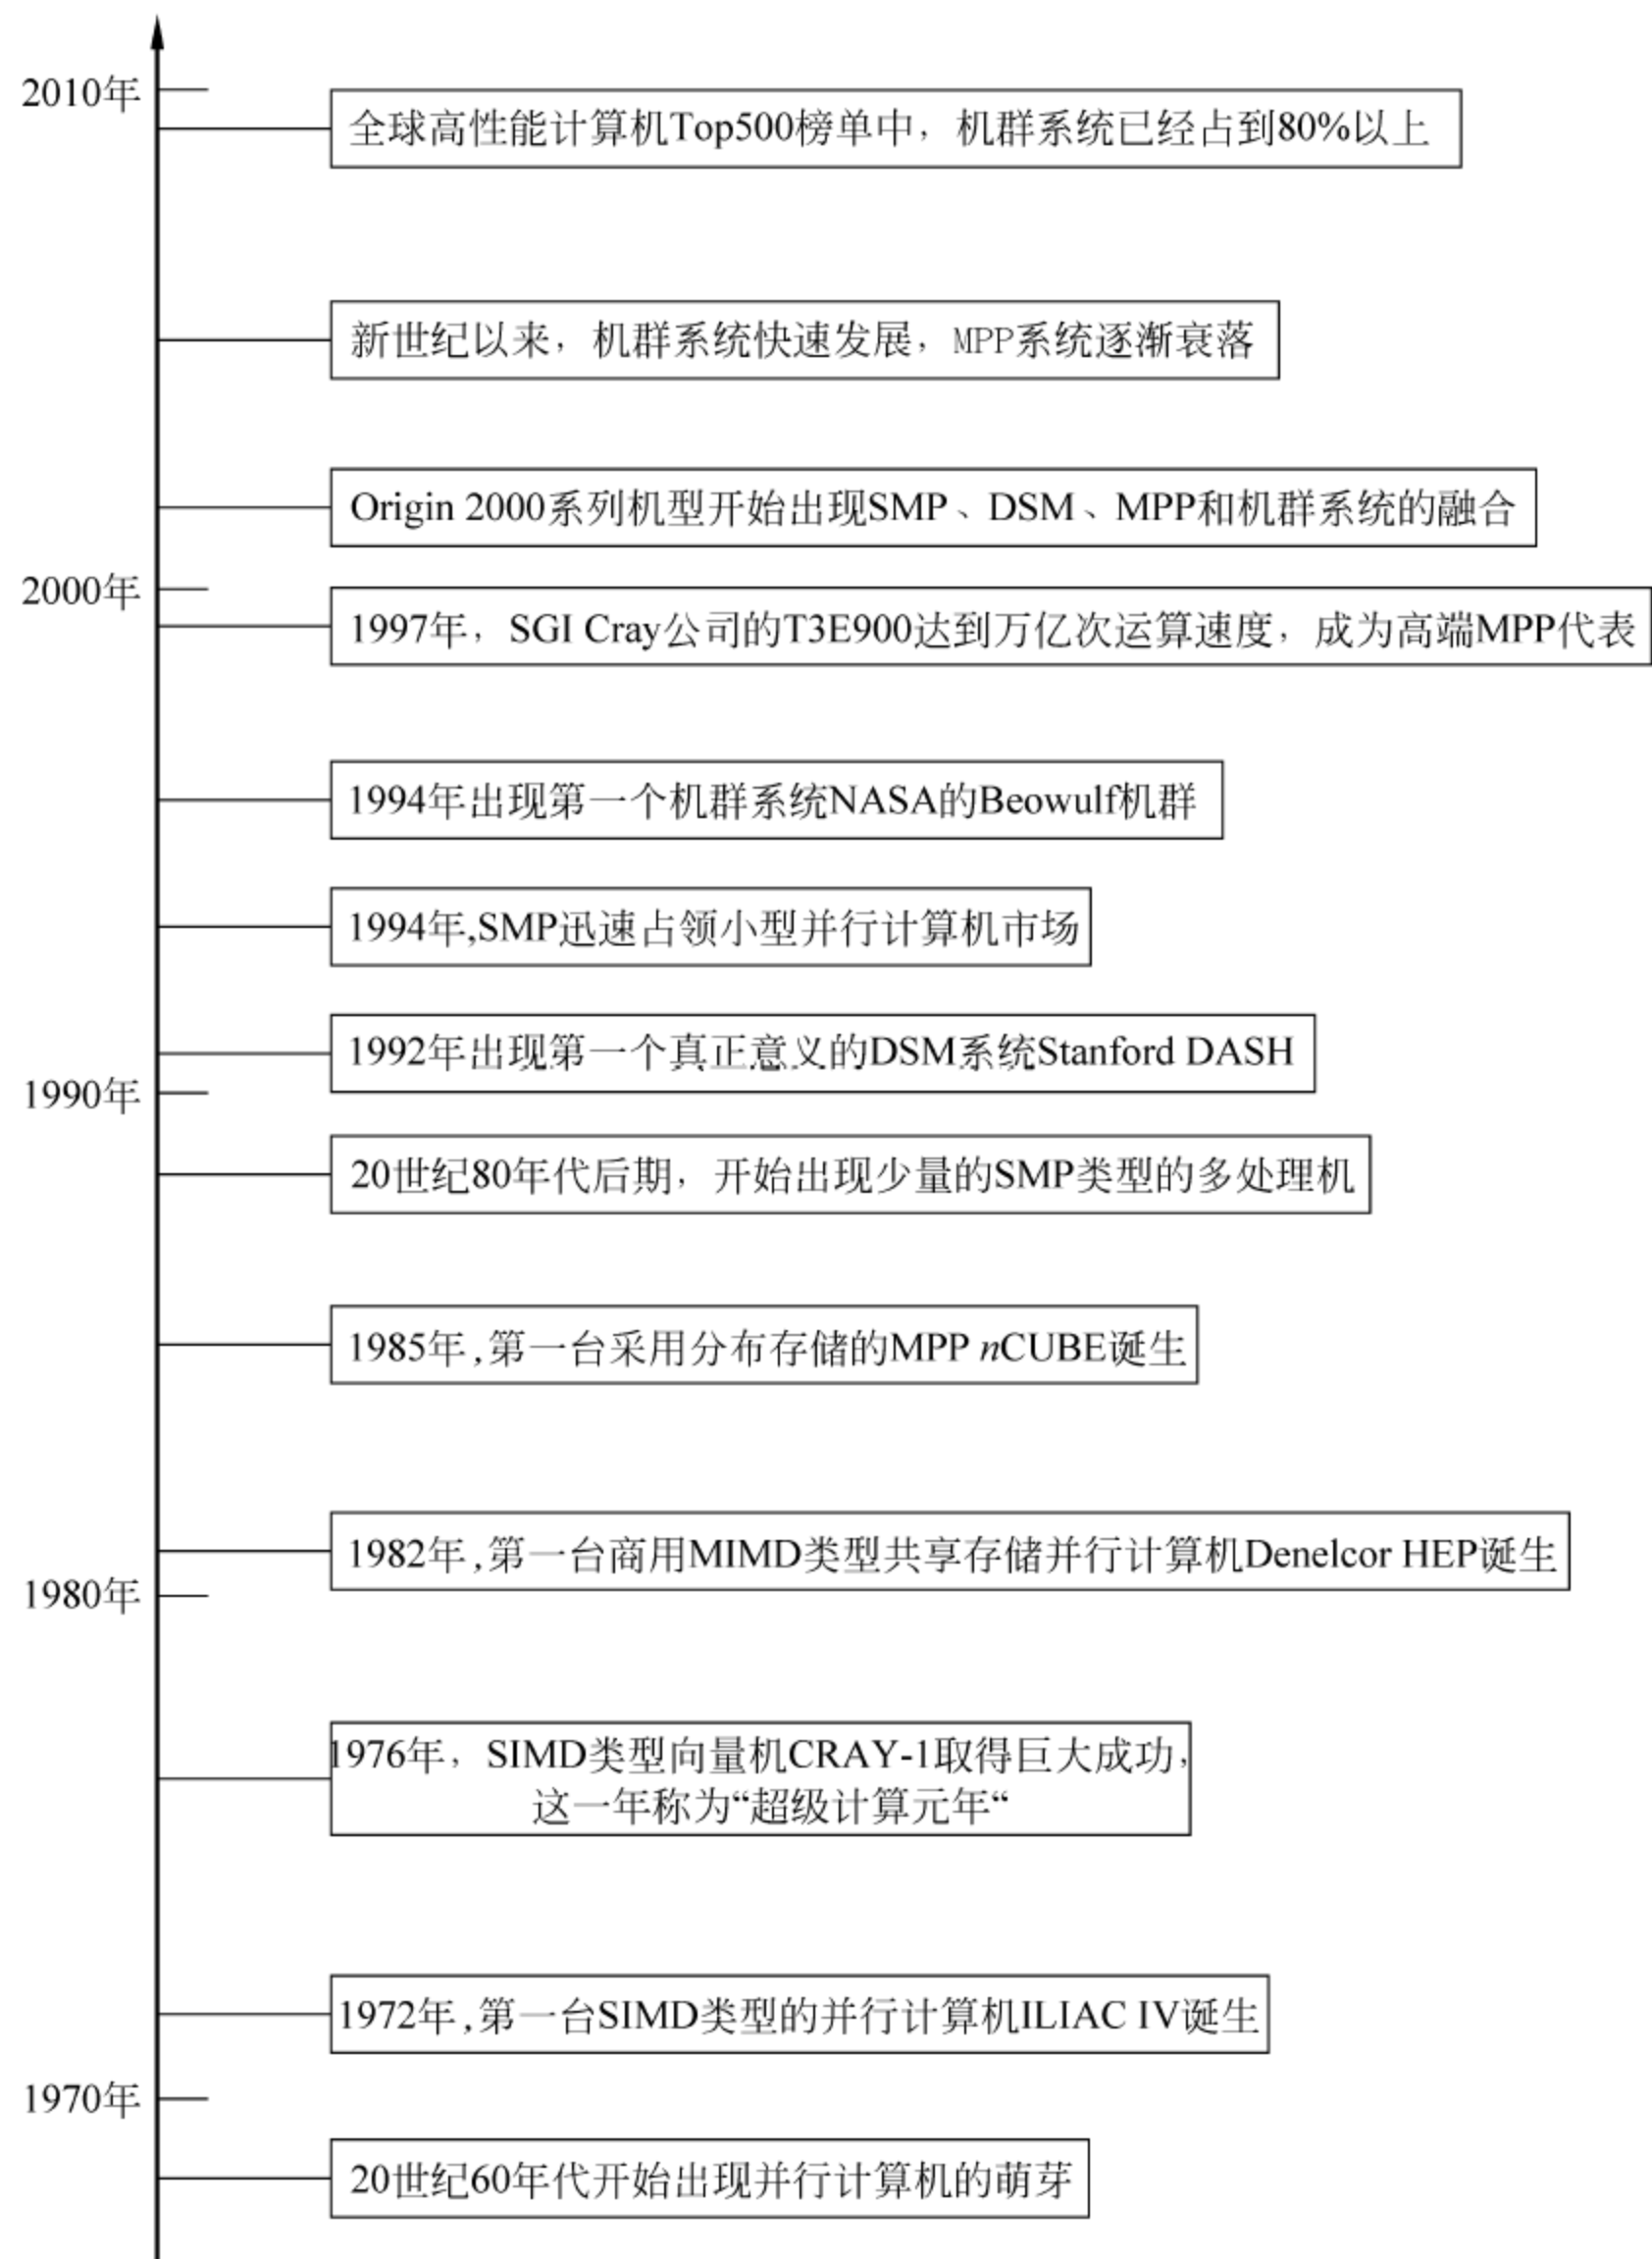 2010年
全球高性能计算机Top500榜单中，机群系统已经占到80%以上
新世纪以来，机群系统快速发展，MPP系统逐渐衰落
Origin 2000系列机型开始出现SMP、DSM、MPP和机群系统的融合
2000年
1997年，SGI Cray公司的T3E900达到万亿次运算速度，成为高端MPP代表
1994年出现第一个机群系统NASA的Beowulf机群
1994年,SMP迅速占领小型并行计算机市场
1992年出现第一个真正意义的DSM系统Stanford DASH
1990年
20世纪80年代后期，开始出现少量的SMP类型的多处理机
1985年,第一台采用分布存储的MPP nCUBE诞生
1982年,第一台商用MIMD类型共享存储并行计算机Denelcor HEP诞生
1980年
1976年，SIMD类型向量机CRAY-1取得巨大成功，
这一年称为“超级计算元年“
1972年,第一台SIMD类型的并行计算机ILIAC IV诞生
1970年
20世纪60年代开始出现并行计算机的萌芽